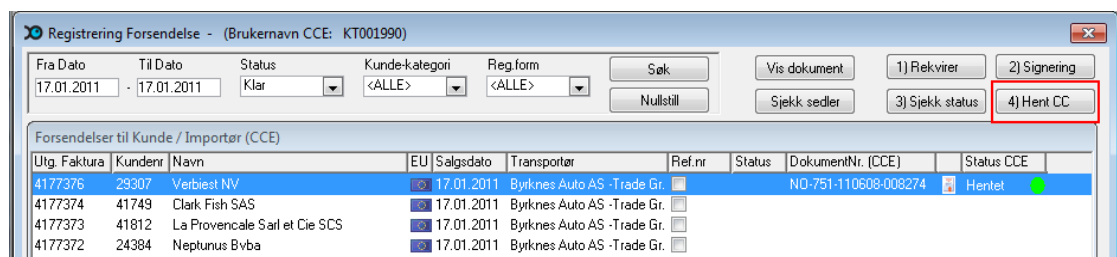 Registrering Forsendelse - (Brukernavn CCE: KT001990)
Fra Dato Til Dato Status Kunde-kategori Reg.form
17.01.2011 - 17.01.2011 Klar <ALLE> <ALLE>
Søk
Nullstill
Vis dokument 1) Rekvirer 2) Signering
Sjekk sedler 3) Sjekk status 4) Hent CC
Forsendelser til Kunde / Importør (CCE)
Utg. Faktura Kundenr Navn EU Salgsdato Transportør Ref.nr Status DokumentNr. (CCE) Status CCE
4177376 29307 Verbiest NV 17.01.2011 Byrknes Auto AS -Trade Gr. NO-751-110608-008274 Hentet
4177374 41749 Clark Fish SAS 17.01.2011 Byrknes Auto AS -Trade Gr.
4177373 41812 La Provencale Sarl et Cie SCS 17.01.2011 Byrknes Auto AS -Trade Gr.
4177372 24384 Neptunus Bvba 17.01.2011 Byrknes Auto AS -Trade Gr.